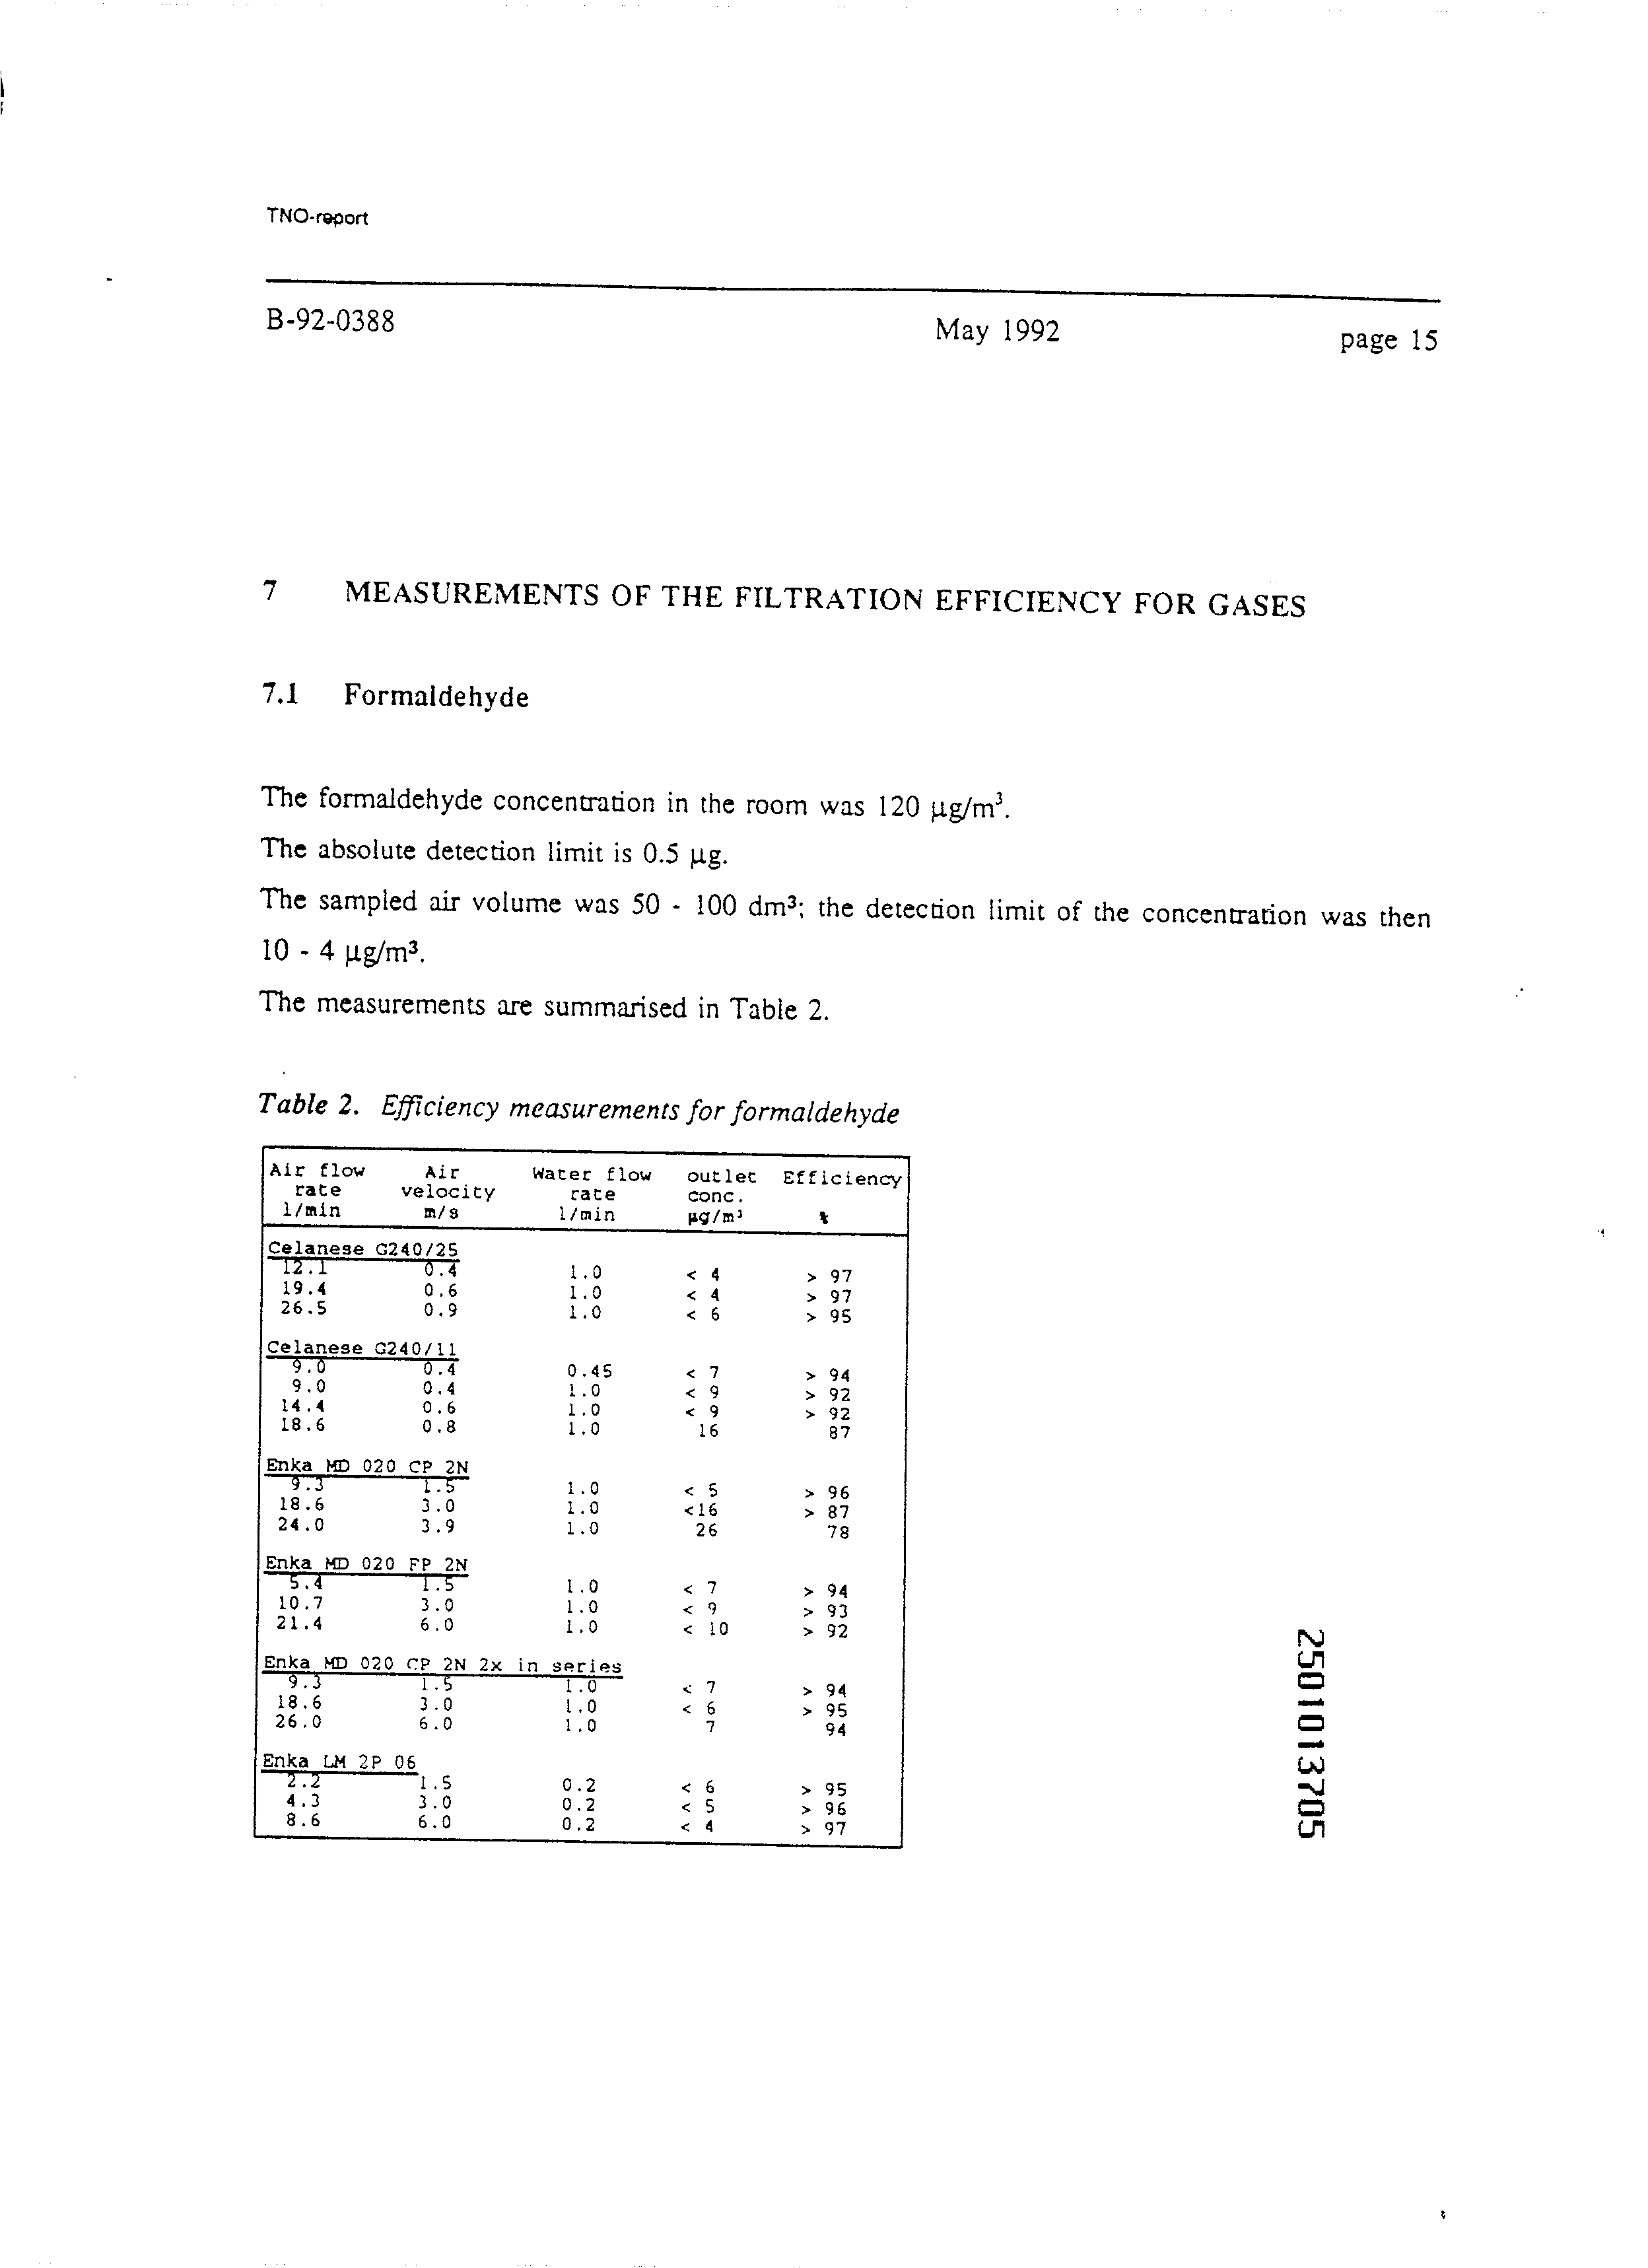 TNO-report
B-92-0388 May 1992 page 15
7 MEASUREMENTS OF THE FILTRATION EFFICIENCY FOR GASES
7.1 Formaldehyde
The formaldehyde concentration in the room was 120 µg/m³.
The absolute detection limit is 0.5 µg.
The sampled air volume was 50 - 100 dm³; the detection limit of the concentration was then
10 - 4 µg/m³.
The measurements are summarised in Table 2.
Table 2. Efficiency measurements for formaldehyde
Air flow Air Water flow outlet Efficiency
rate velocity rate conc.
l/min m/s l/min µg/m³ %
Celanese G240/25
12.1 0.4 1.0 < 4 > 97
19.4 0.6 1.0 < 4 > 97
26.5 0.9 1.0 < 6 > 95
Celanese G240/11
9.0 0.4 0.45 < 7 > 94
9.0 0.4 1.0 < 9 > 92
14.4 0.6 1.0 < 9 > 92
18.6 0.8 1.0 16 87
Enka MD 020 CP 2N
9.3 1.5 1.0 < 5 > 96
18.6 3.0 1.0 <16 > 87
24.0 3.9 1.0 26 78
Enka MD 020 FP 2N
5.4 1.5 1.0 < 7 > 94
10.7 3.0 1.0 < 9 > 93
21.4 6.0 1.0 < 10 > 92
Enka MD 020 CP 2N 2x in series
9.3 1.5 1.0 < 7 > 94
18.6 3.0 1.0 < 6 > 95
26.0 6.0 1.0 7 94
Enka LM 2P 06
2.2 1.5 0.2 < 6 > 95
4.3 3.0 0.2 < 5 > 96
8.6 6.0 0.2 < 4 > 97
2501013705